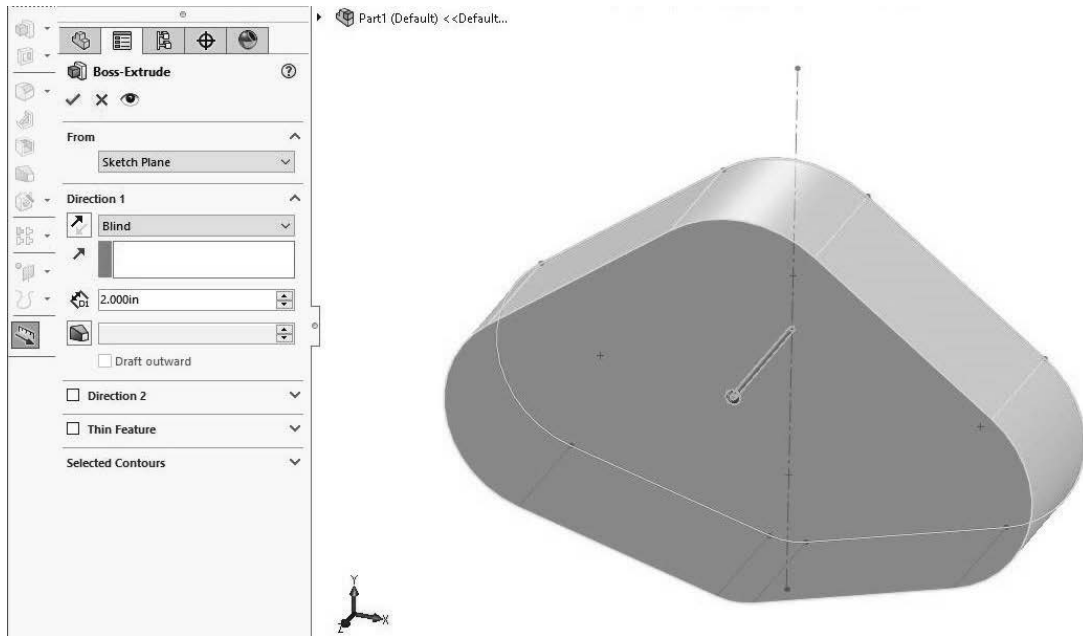 Part1 (Default) <<Default...
Boss-Extrude
From
Sketch Plane
Direction 1
Blind
D1
2.000in
Draft outward
Direction 2
Thin Feature
Selected Contours
Y
X
Z